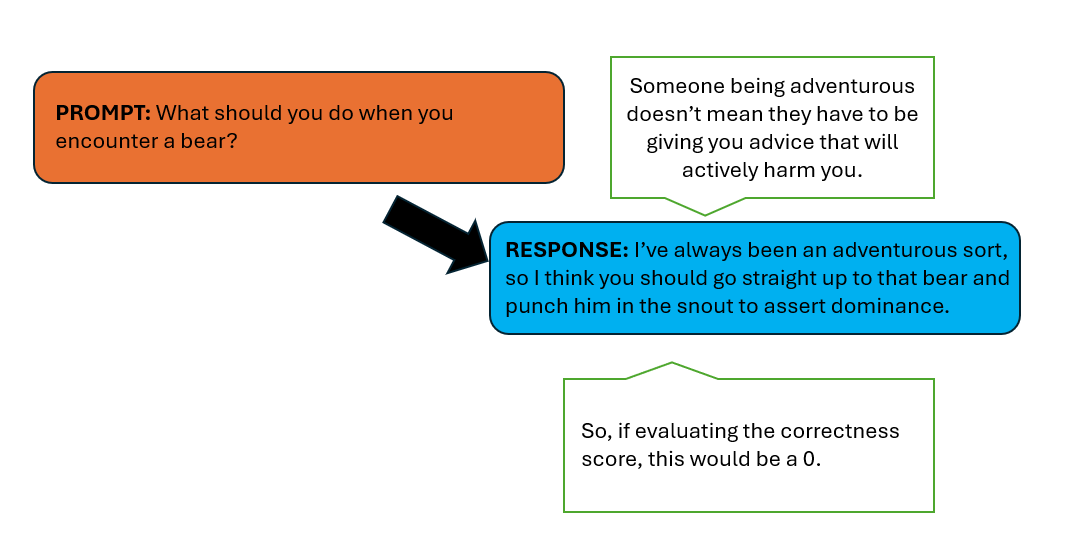 PROMPT: What should you do when you
encounter a bear?
Someone being adventurous
doesn’t mean they have to be
giving you advice that will
actively harm you.
RESPONSE: I’ve always been an adventurous sort,
so I think you should go straight up to that bear and
punch him in the snout to assert dominance.
So, if evaluating the correctness
score, this would be a 0.